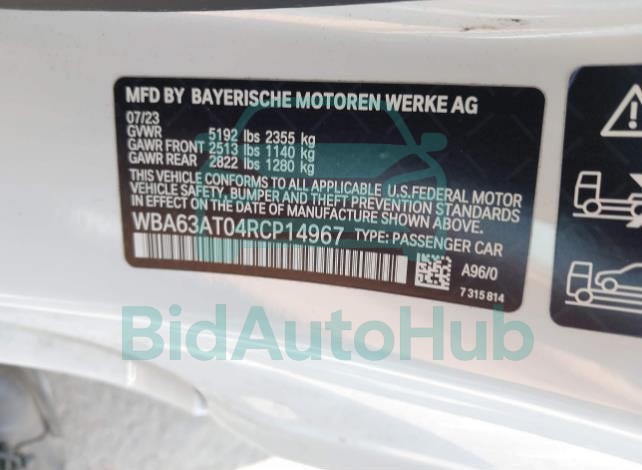 MFD BY BAYERISCHE MOTOREN WERKE AG
07/23
GVWR 5192 lbs 2355 kg
GAWR FRONT 2513 lbs 1140 kg
GAWR REAR 2822 lbs 1280 kg
THIS VEHICLE CONFORMS TO ALL APPLICABLE U.S.FEDERAL MOTOR
VEHICLE SAFETY, BUMPER AND THEFT PREVENTION STANDARDS
IN EFFECT ON THE DATE OF MANUFACTURE SHOWN ABOVE.
WBA63AT04RCP14967 TYPE: PASSENGER CAR
A96/0
7 315 814
BidAutoHub